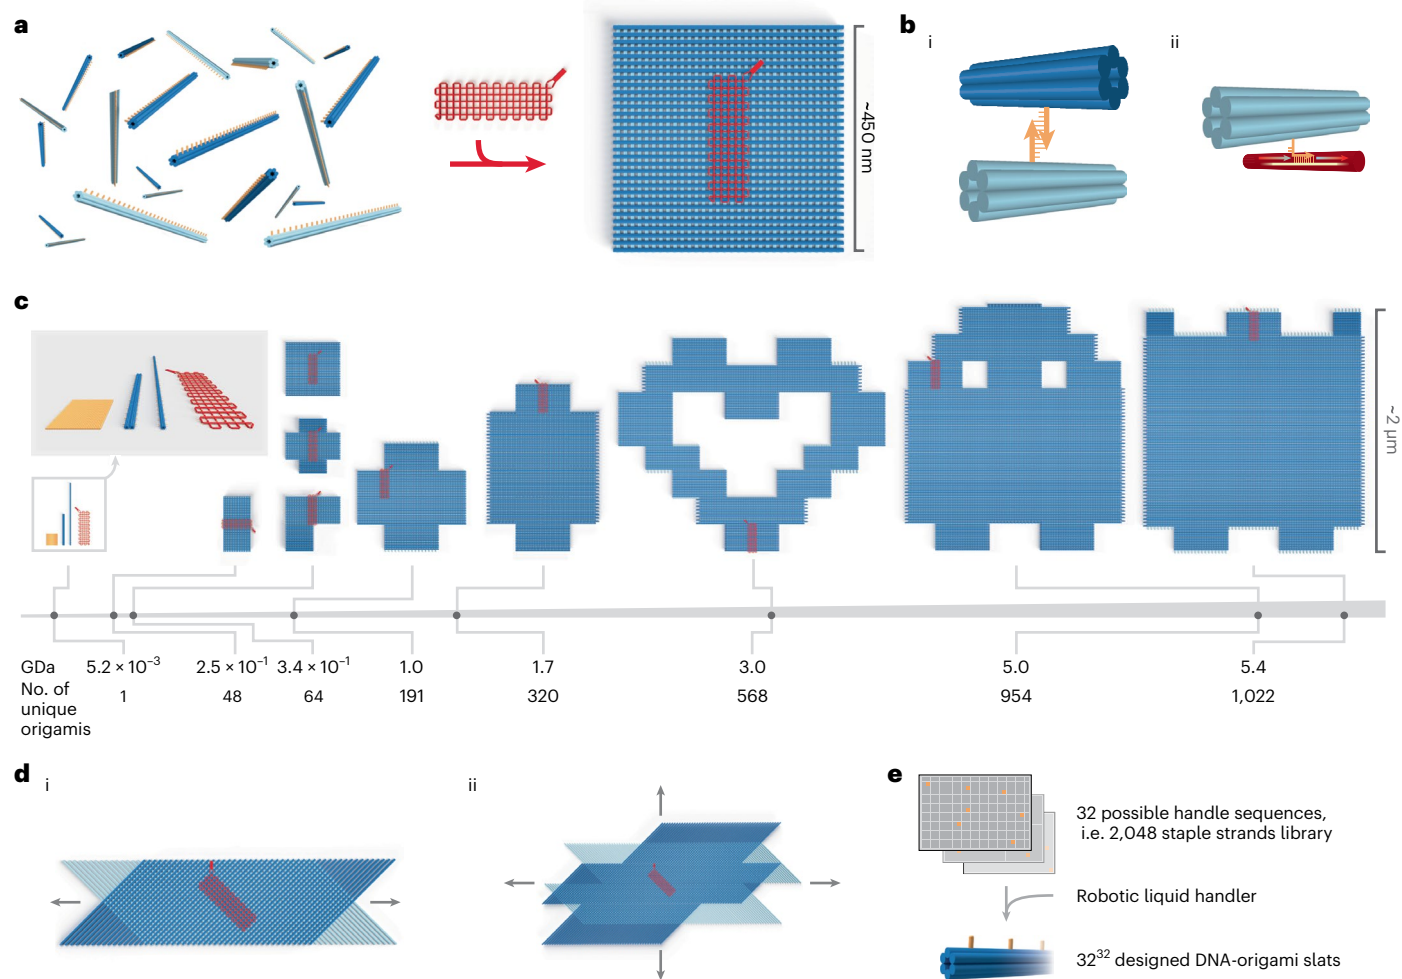 a
~450 nm
b
i
ii
c
~2 µm
GDa 5.2 × 10⁻³ 2.5 × 10⁻¹ 3.4 × 10⁻¹ 1.0 1.7 3.0 5.0 5.4
No. of
unique
origamis
1 48 64 191 320 568 954 1,022
d
i
ii
e
32 possible handle sequences,
i.e. 2,048 staple strands library
Robotic liquid handler
32³² designed DNA-origami slats